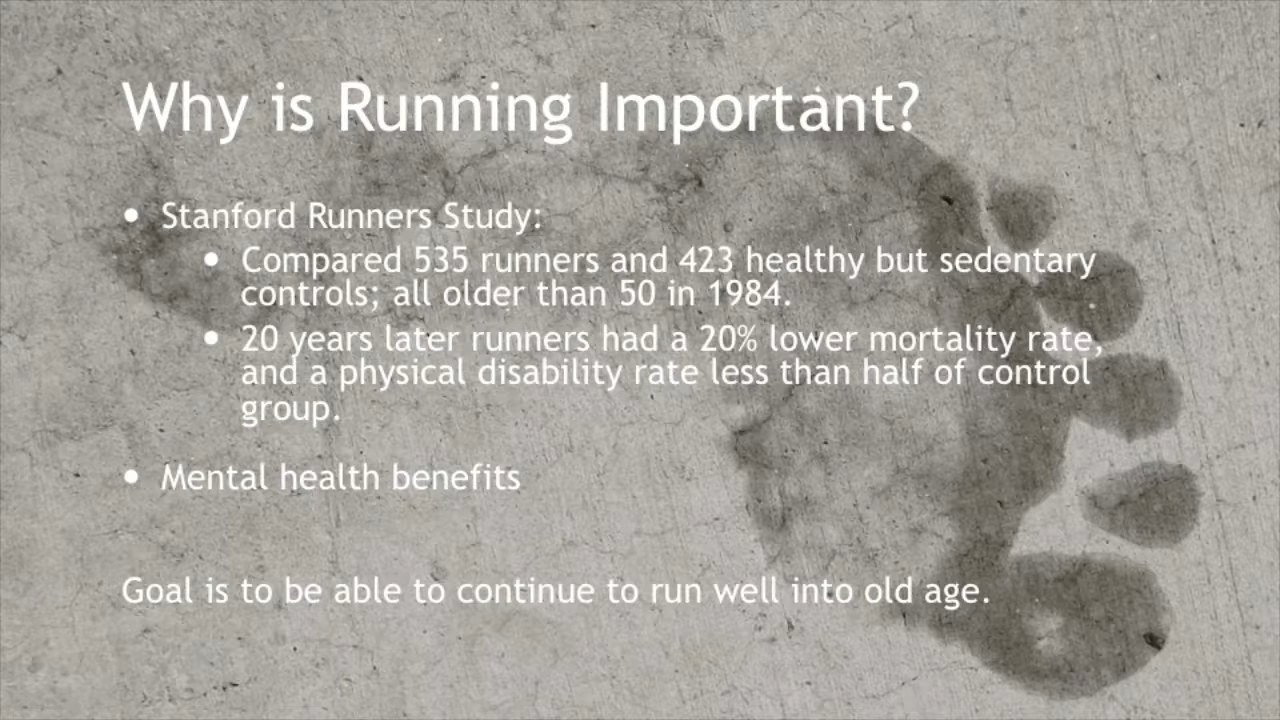 Why is Running Important?
• Stanford Runners Study:
• Compared 535 runners and 423 healthy but sedentary
controls; all older than 50 in 1984.
• 20 years later runners had a 20% lower mortality rate,
and a physical disability rate less than half of control
group.
• Mental health benefits
Goal is to be able to continue to run well into old age.